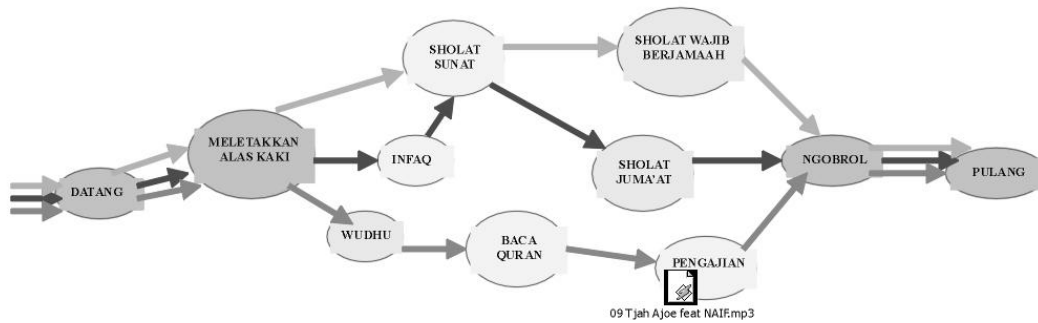 SHOLAT
SUNAT
SHOLAT WAJIB
BERJAMAAH
MELETAKKAN
ALAS KAKI
INFAQ
SHOLAT
JUMA'AT
NGOBROL
PULANG
DATANG
WUDHU
BACA
QURAN
PENGAJIAN
09 Tjah Ajoe feat NAIF.mp3